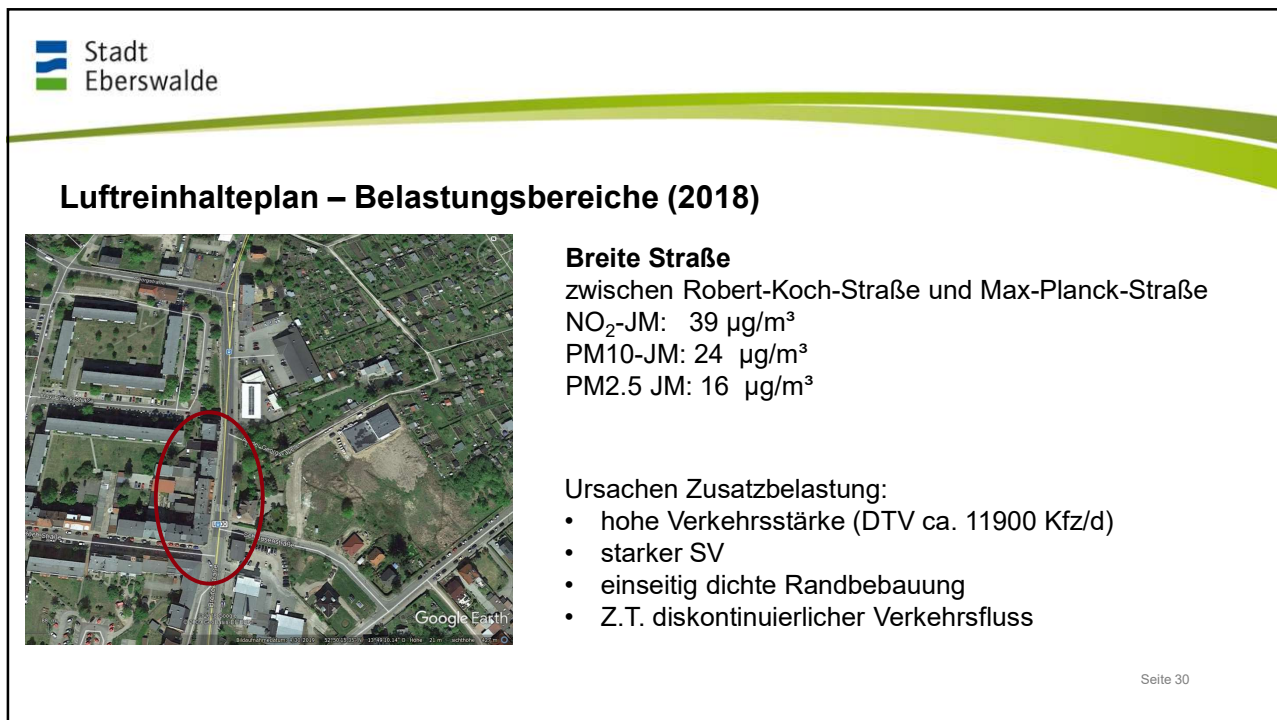 Stadt
Eberswalde
Luftreinhalteplan – Belastungsbereiche (2018)
Breite Straße
zwischen Robert-Koch-Straße und Max-Planck-Straße
NO₂-JM: 39 µg/m³
PM10-JM: 24 µg/m³
PM2.5 JM: 16 µg/m³
Ursachen Zusatzbelastung:
• hohe Verkehrsstärke (DTV ca. 11900 Kfz/d)
• starker SV
• einseitig dichte Randbebauung
• Z.T. diskontinuierlicher Verkehrsfluss
Google Earth
Seite 30